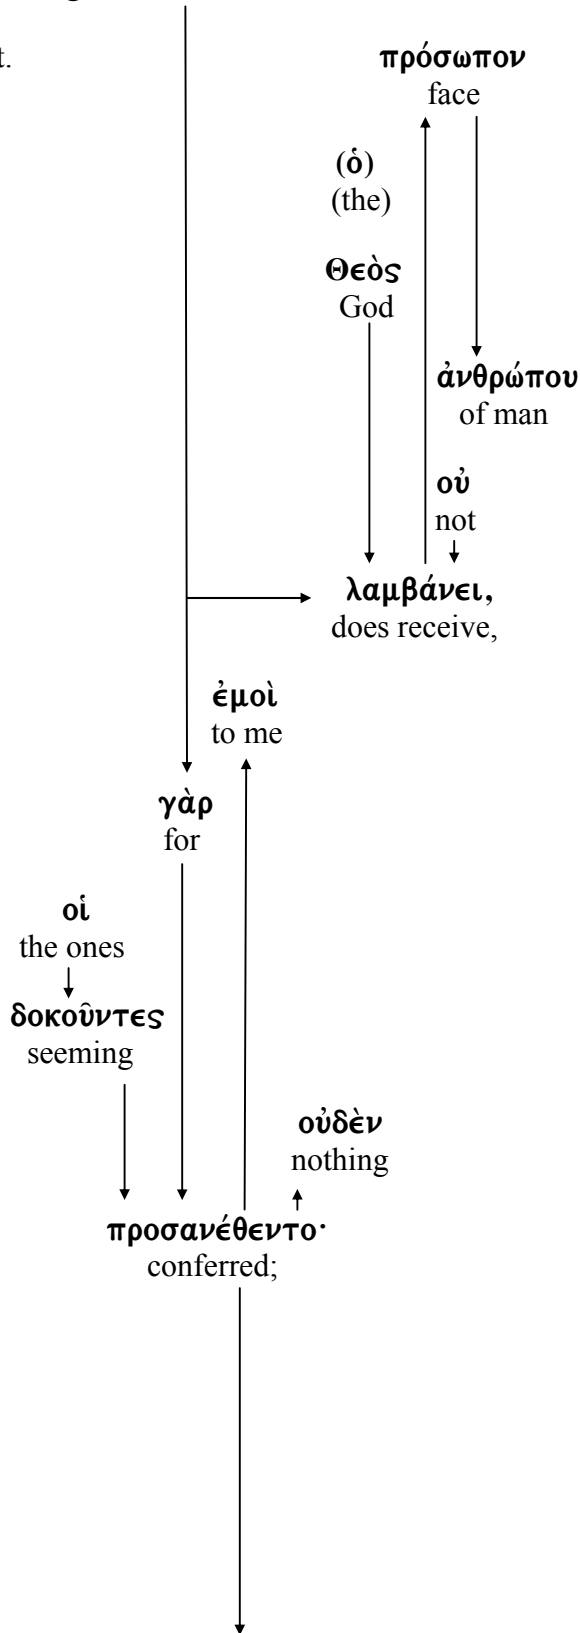 t.
πρόσωπον
face
(ὁ)
(the)
Θεὸς
God
ἀνθρώπου
of man
οὐ
not
λαμβάνει,
does receive,
ἐμοὶ
to me
γὰρ
for
οἱ
the ones
δοκοῦντες
seeming
οὐδὲν
nothing
προσανέθεντο·
conferred;